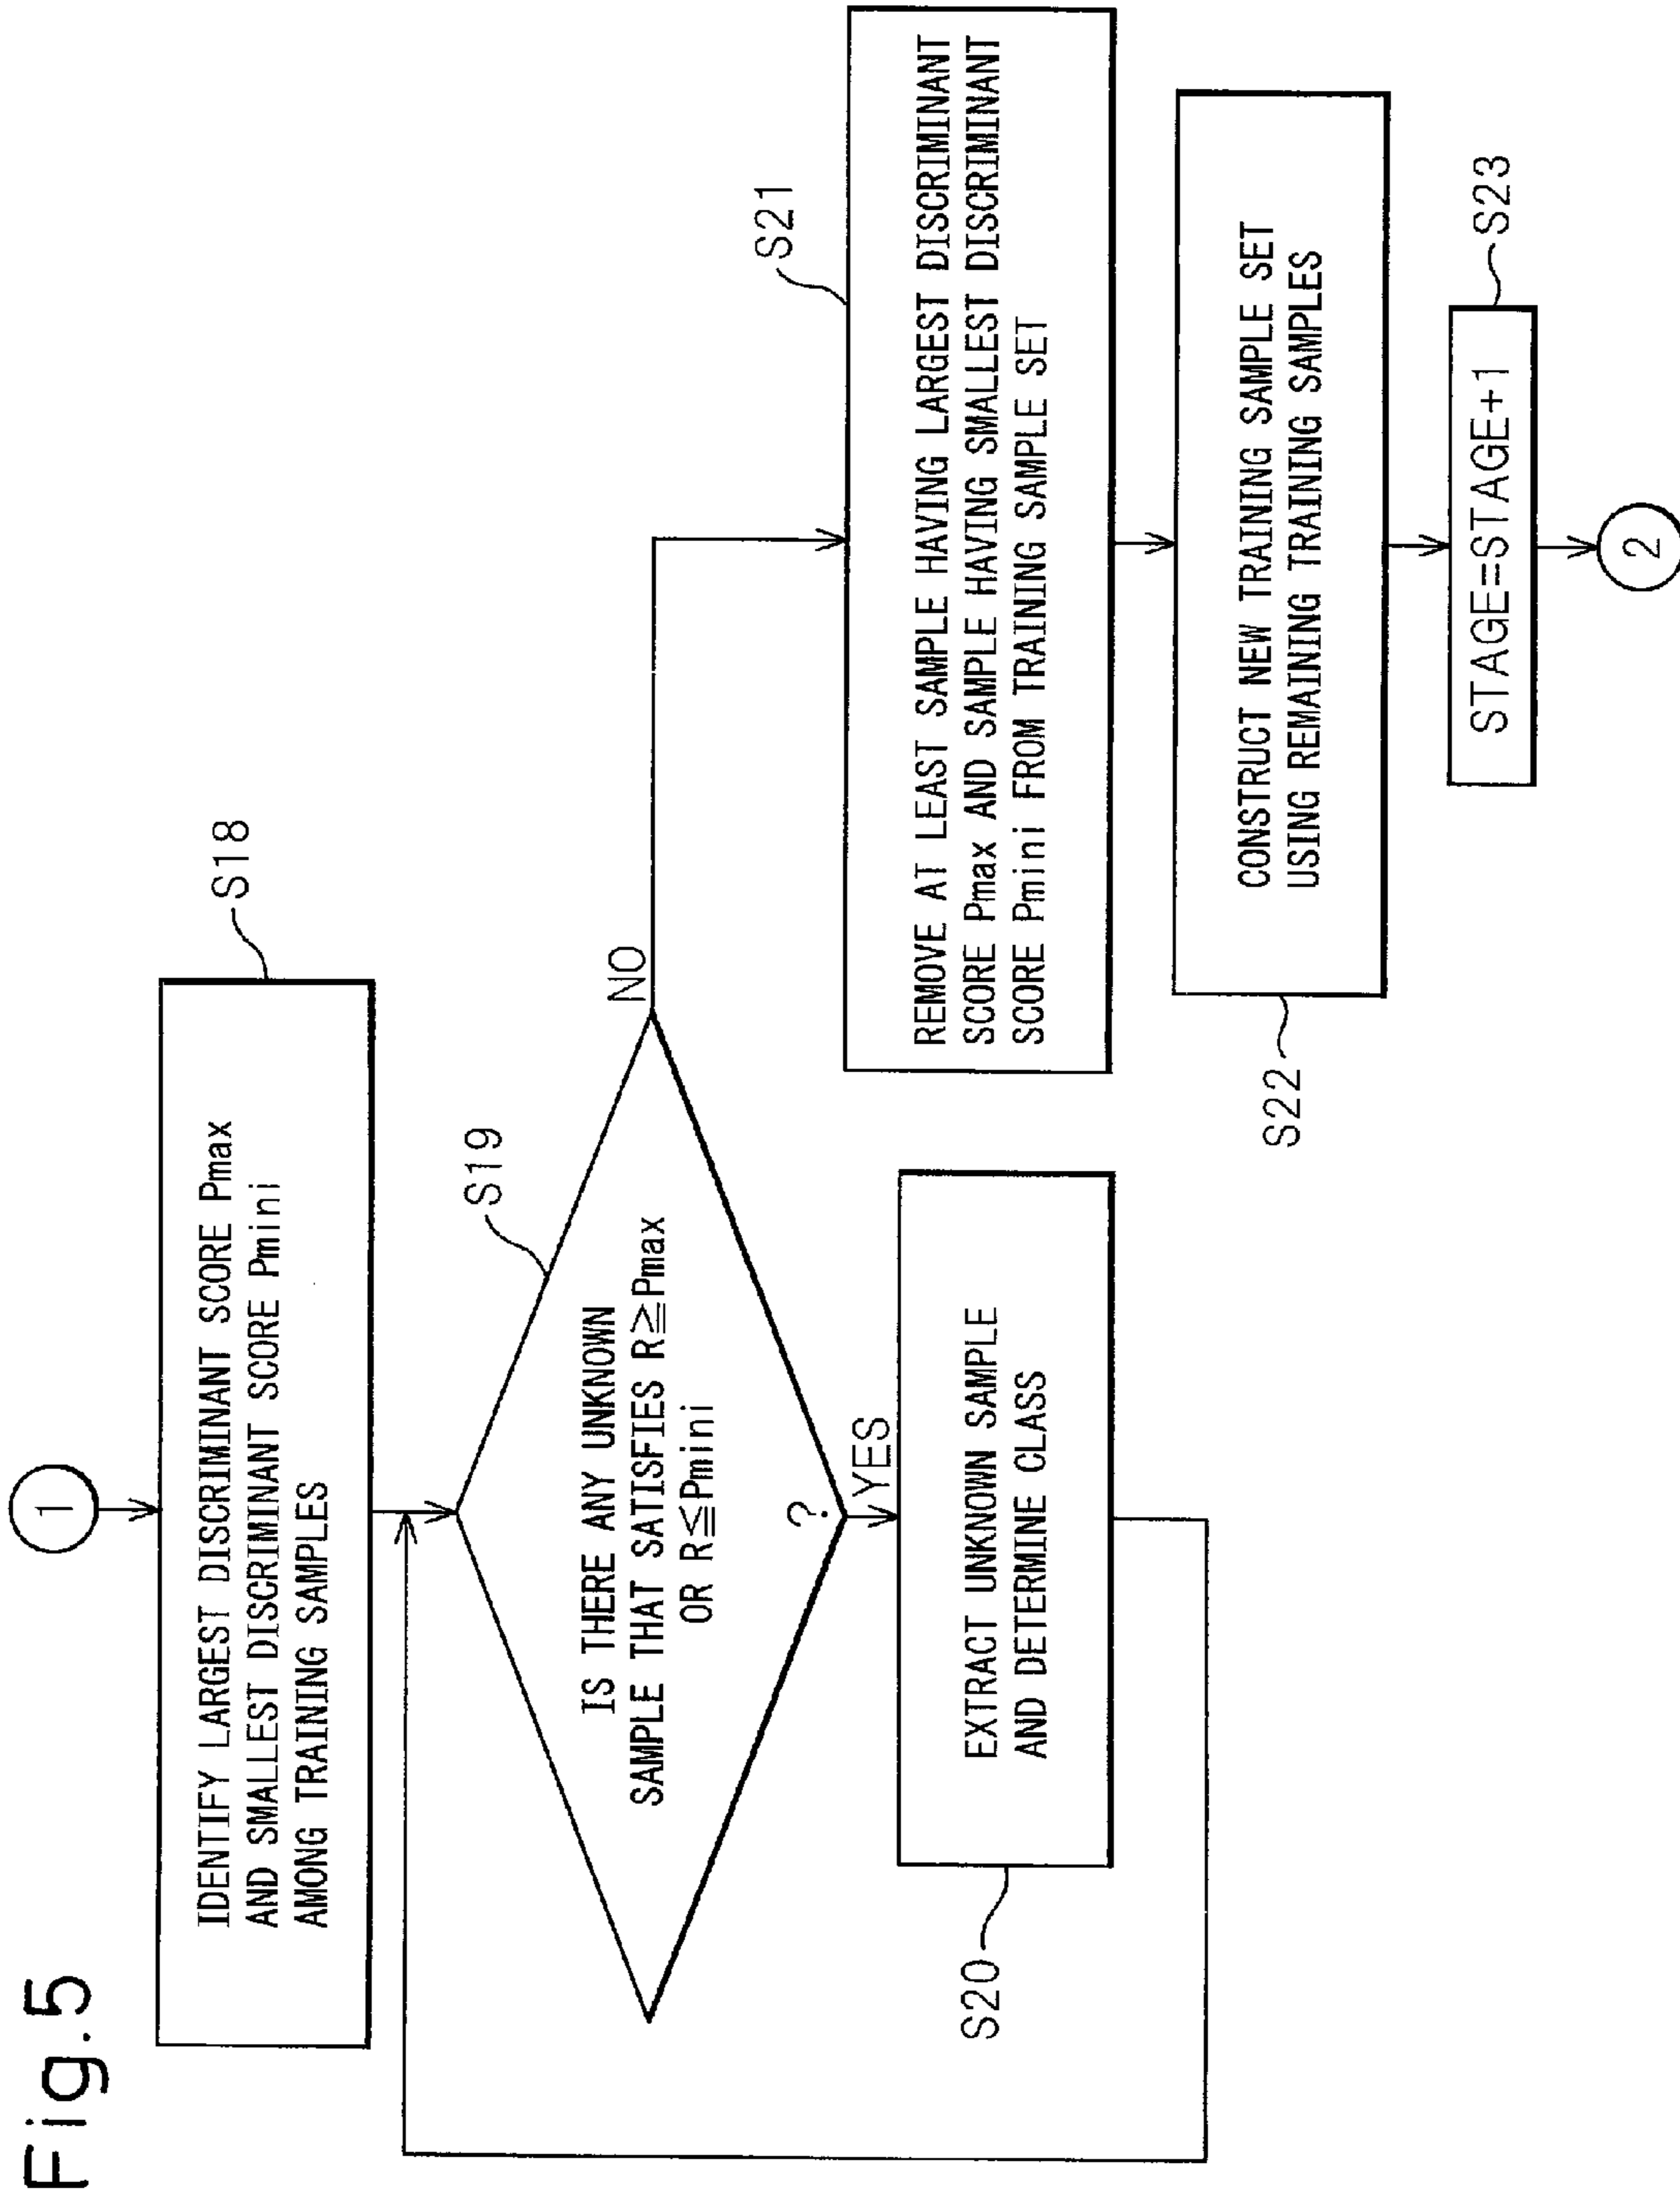 Fig.5
1
IDENTIFY LARGEST DISCRIMINANT SCORE Pmax
AND SMALLEST DISCRIMINANT SCORE Pmini
AMONG TRAINING SAMPLES
S18
IS THERE ANY UNKNOWN
SAMPLE THAT SATISFIES R≧Pmax
OR R≦Pmini
?
S19
NO
YES
EXTRACT UNKNOWN SAMPLE
AND DETERMINE CLASS
S20
REMOVE AT LEAST SAMPLE HAVING LARGEST DISCRIMINANT
SCORE Pmax AND SAMPLE HAVING SMALLEST DISCRIMINANT
SCORE Pmini FROM TRAINING SAMPLE SET
S21
CONSTRUCT NEW TRAINING SAMPLE SET
USING REMAINING TRAINING SAMPLES
S22
STAGE=STAGE+1
S23
2